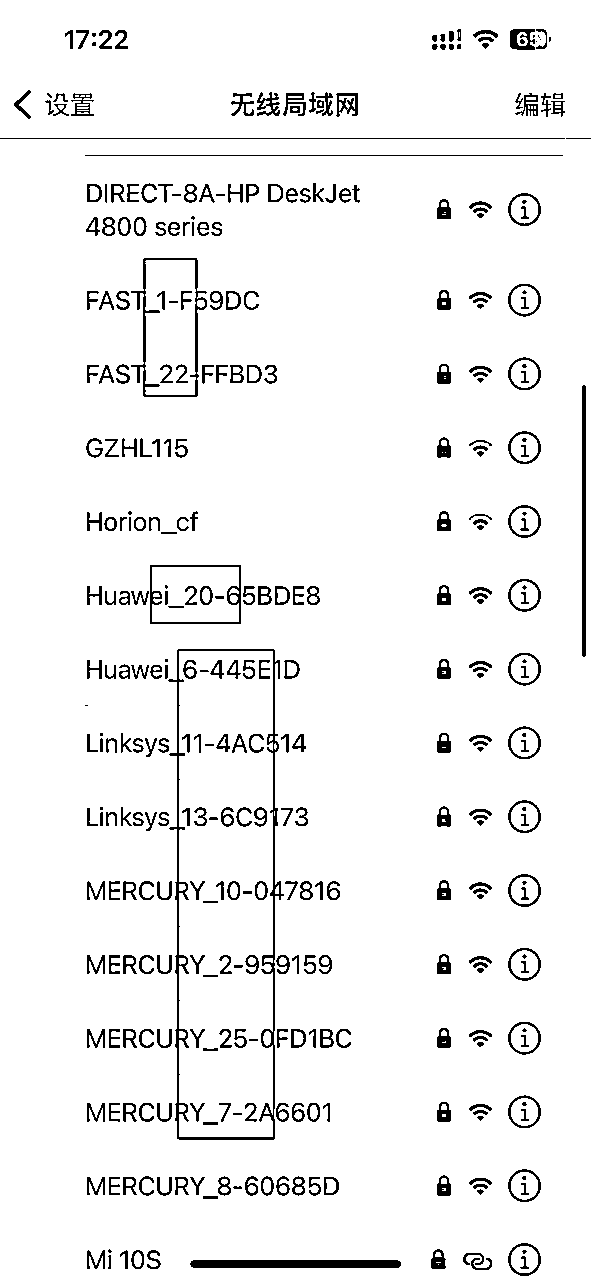 17:22
设置
无线局域网
编辑
DIRECT-8A-HP DeskJet
4800 series
FAST_1-F59DC
FAST_22-FFBD3
GZHL115
Horion_cf
Huawei_20-65BDE8
Huawei_6-445E1D
Linksys_11-4AC514
Linksys_13-6C9173
MERCURY_10-047816
MERCURY_2-959159
MERCURY_25-0FD1BC
MERCURY_7-2A6601
MERCURY_8-60685D
Mi 10S